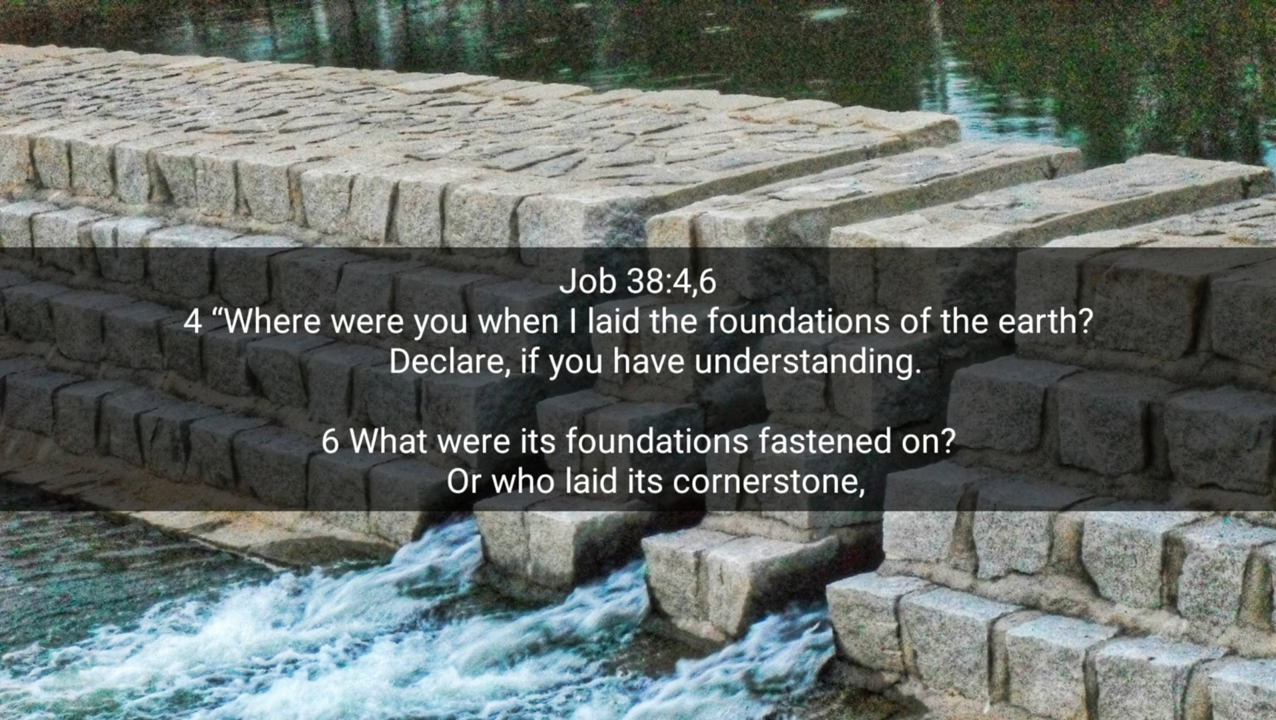 Job 38:4,6
4 “Where were you when I laid the foundations of the earth?
Declare, if you have understanding.
6 What were its foundations fastened on?
Or who laid its cornerstone,